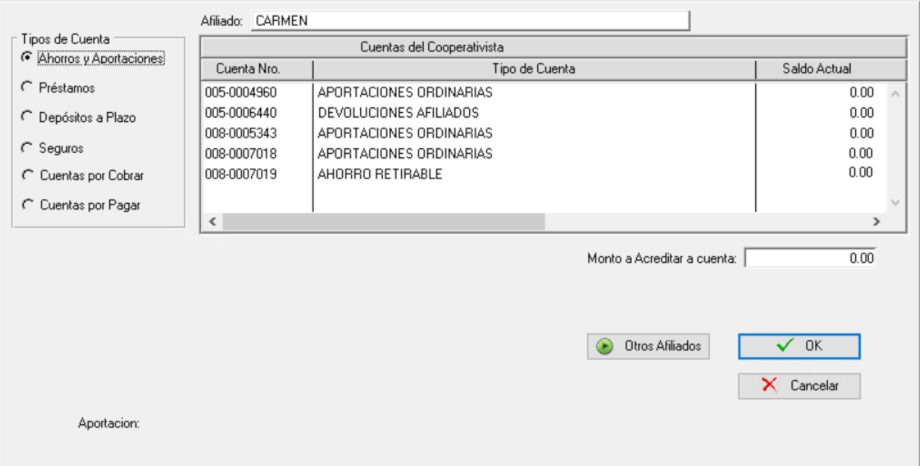 Afiliado: CARMEN
Tipos de Cuenta
Ahorros y Aportaciones
Préstamos
Depósitos a Plazo
Seguros
Cuentas por Cobrar
Cuentas por Pagar
Cuentas del Cooperativista
Cuenta Nro. Tipo de Cuenta Saldo Actual
005-0004960 APORTACIONES ORDINARIAS 0.00
005-0006440 DEVOLUCIONES AFILIADOS 0.00
008-0005343 APORTACIONES ORDINARIAS 0.00
008-0007018 APORTACIONES ORDINARIAS 0.00
008-0007019 AHORRO RETIRABLE 0.00
Monto a Acreditar a cuenta: 0.00
Otros Afiliados OK
Cancelar
Aportacion: